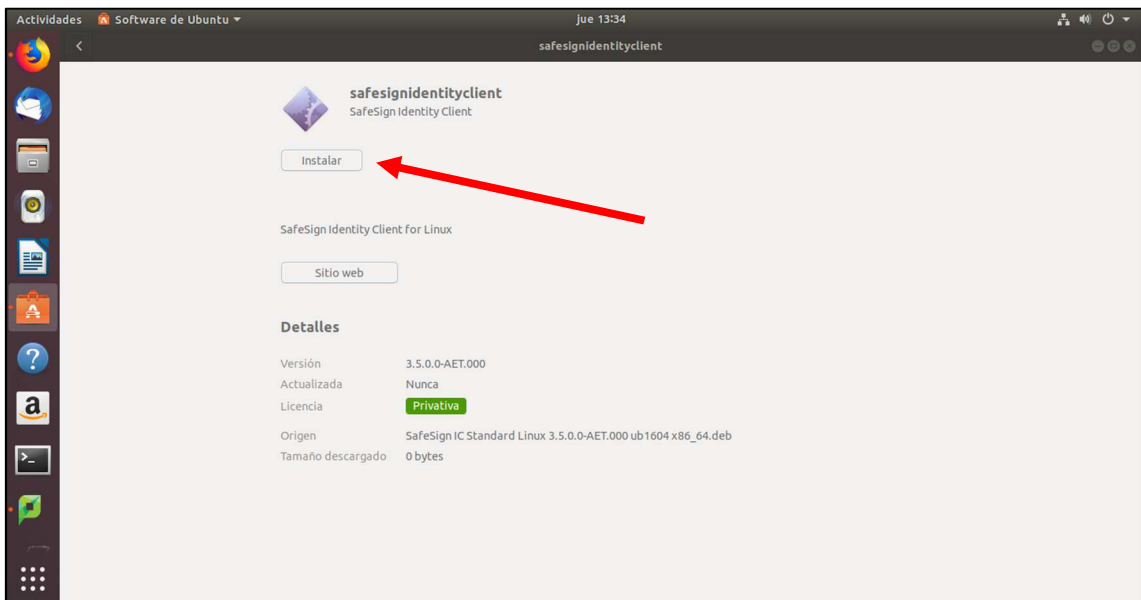 Actividades Software de Ubuntu jue 13:34
safesignidentityclient
safesignidentityclient
SafeSign Identity Client
Instalar
SafeSign Identity Client for Linux
Sitio web
Detalles
Versión 3.5.0.0-AET.000
Actualizada Nunca
Licencia Privativa
Origen SafeSign IC Standard Linux 3.5.0.0-AET.000 ub1604 x86_64.deb
Tamaño descargado 0 bytes